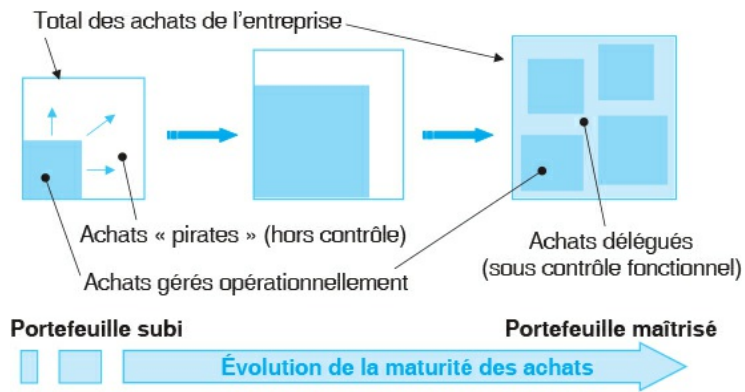 Total des achats de l'entreprise
Achats « pirates » (hors contrôle)
Achats gérés opérationnellement
Achats délégués
(sous contrôle fonctionnel)
Portefeuille subi
Portefeuille maîtrisé
Évolution de la maturité des achats